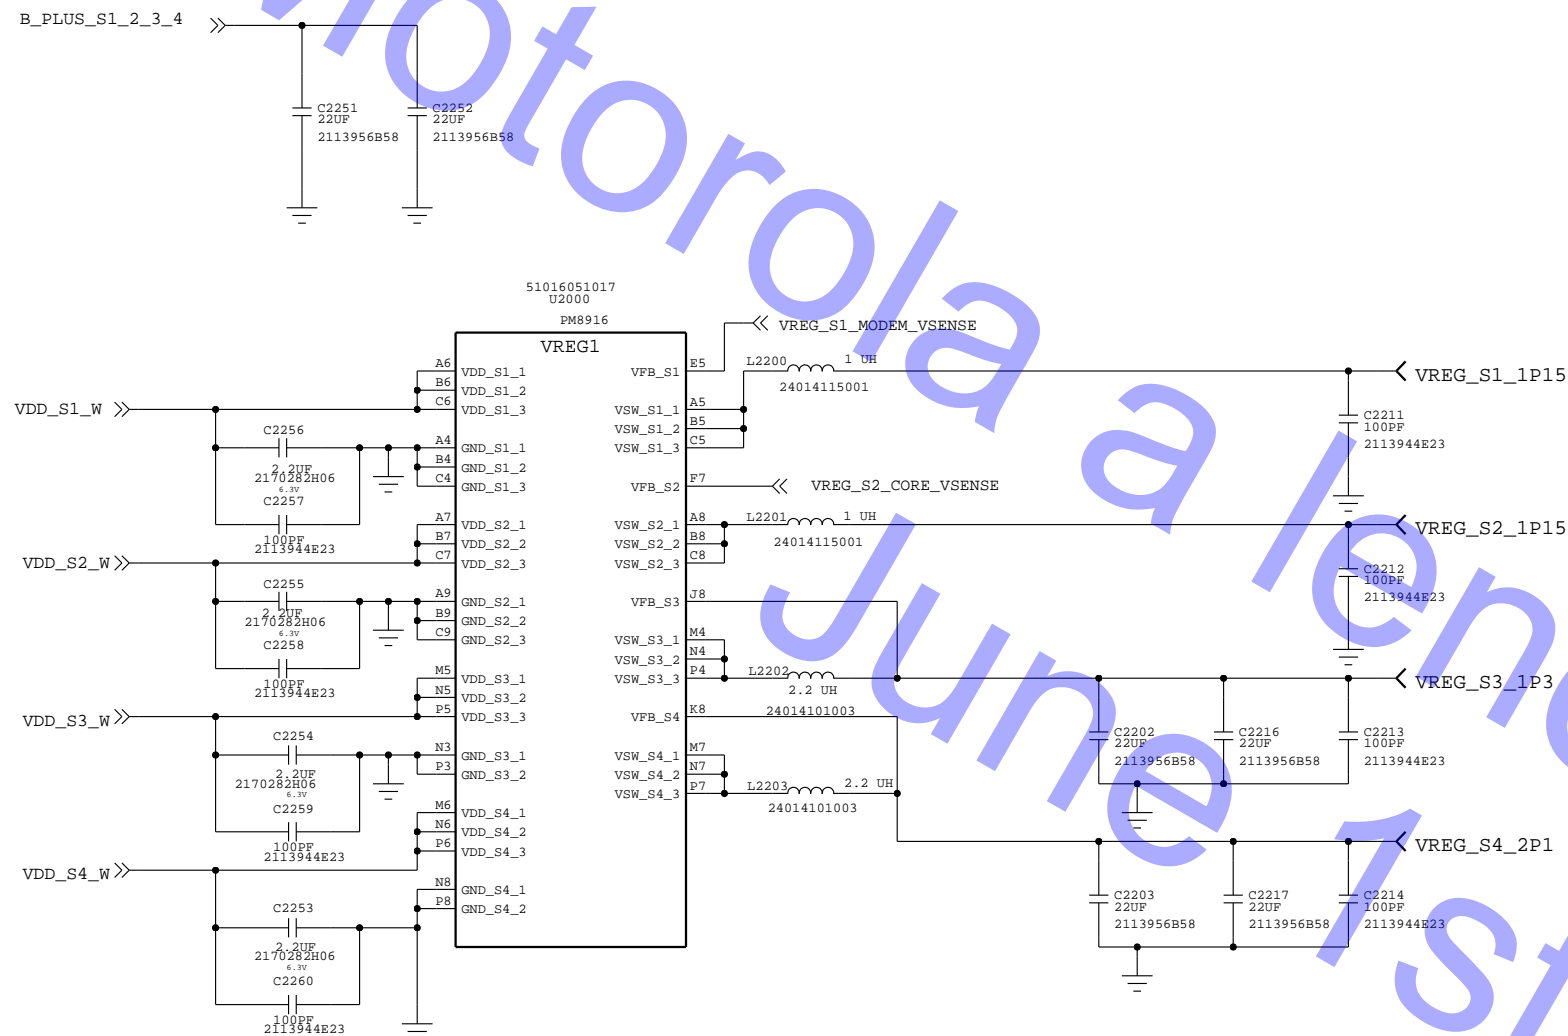 B_PLUS_S1_2_3_4
C2251
22UF
2113956B58
C2252
22UF
2113956B58
51016051017
U2000
PM8916
VREG1
VDD_S1_W
C2256
2.2UF
2170282H06
6.3V
C2257
100PF
2113944E23
VDD_S2_W
C2255
2.2UF
2170282H06
6.3V
C2258
100PF
2113944E23
VDD_S3_W
C2254
2.2UF
2170282H06
6.3V
C2259
100PF
2113944E23
VDD_S4_W
C2253
2.2UF
2170282H06
6.3V
C2260
100PF
2113944E23
A6 VDD_S1_1
B6 VDD_S1_2
C6 VDD_S1_3
A4 GND_S1_1
B4 GND_S1_2
C4 GND_S1_3
A7 VDD_S2_1
B7 VDD_S2_2
C7 VDD_S2_3
A9 GND_S2_1
B9 GND_S2_2
C9 GND_S2_3
M5 VDD_S3_1
N5 VDD_S3_2
P5 VDD_S3_3
N3 GND_S3_1
P3 GND_S3_2
M6 VDD_S4_1
N6 VDD_S4_2
P6 VDD_S4_3
N8 GND_S4_1
P8 GND_S4_2
VFB_S1 E5
VSW_S1_1 A5
VSW_S1_2 B5
VSW_S1_3 C5
VFB_S2 F7
VSW_S2_1 A8
VSW_S2_2 B8
VSW_S2_3 C8
VFB_S3 J8
VSW_S3_1 M4
VSW_S3_2 N4
VSW_S3_3 P4
VFB_S4 K8
VSW_S4_1 M7
VSW_S4_2 N7
VSW_S4_3 P7
VREG_S1_MODEM_VSENSE
L2200 1 UH
24014115001
VREG_S2_CORE_VSENSE
L2201 1 UH
24014115001
L2202
2.2 UH
24014101003
L2203 2.2 UH
24014101003
VREG_S1_1P15
C2211
100PF
2113944E23
VREG_S2_1P15
C2212
100PF
2113944E23
VREG_S3_1P3
C2202
22UF
2113956B58
C2216
22UF
2113956B58
C2213
100PF
2113944E23
VREG_S4_2P1
C2203
22UF
2113956B58
C2217
22UF
2113956B58
C2214
100PF
2113944E23
Motorola a leno
June 1st